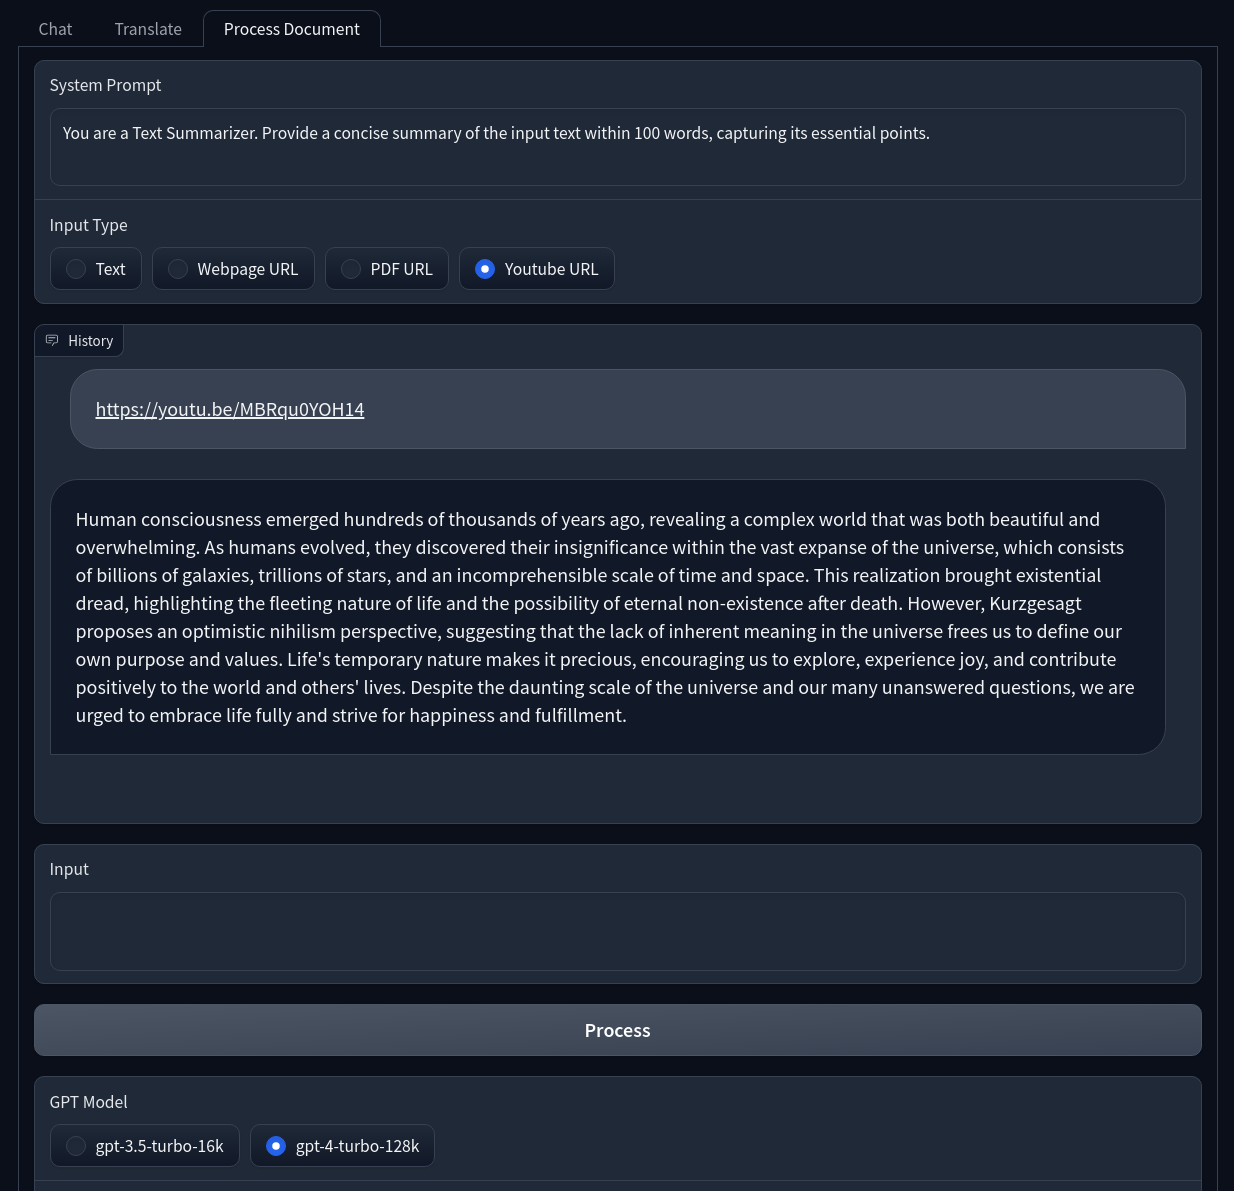 Chat Translate Process Document
System Prompt
You are a Text Summarizer. Provide a concise summary of the input text within 100 words, capturing its essential points.
Input Type
Text Webpage URL PDF URL Youtube URL
History
https://youtu.be/MBRqu0YOH14
Human consciousness emerged hundreds of thousands of years ago, revealing a complex world that was both beautiful and
overwhelming. As humans evolved, they discovered their insignificance within the vast expanse of the universe, which consists
of billions of galaxies, trillions of stars, and an incomprehensible scale of time and space. This realization brought existential
dread, highlighting the fleeting nature of life and the possibility of eternal non-existence after death. However, Kurzgesagt
proposes an optimistic nihilism perspective, suggesting that the lack of inherent meaning in the universe frees us to define our
own purpose and values. Life's temporary nature makes it precious, encouraging us to explore, experience joy, and contribute
positively to the world and others' lives. Despite the daunting scale of the universe and our many unanswered questions, we are
urged to embrace life fully and strive for happiness and fulfillment.
Input
Process
GPT Model
gpt-3.5-turbo-16k gpt-4-turbo-128k